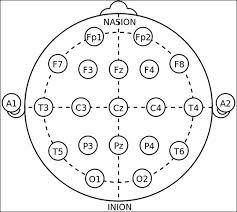 NASION
Fp1 Fp2
F7 F3 Fz F4 F8
A1 T3 C3 Cz C4 T4 A2
T5 P3 Pz P4 T6
O1 O2
INION